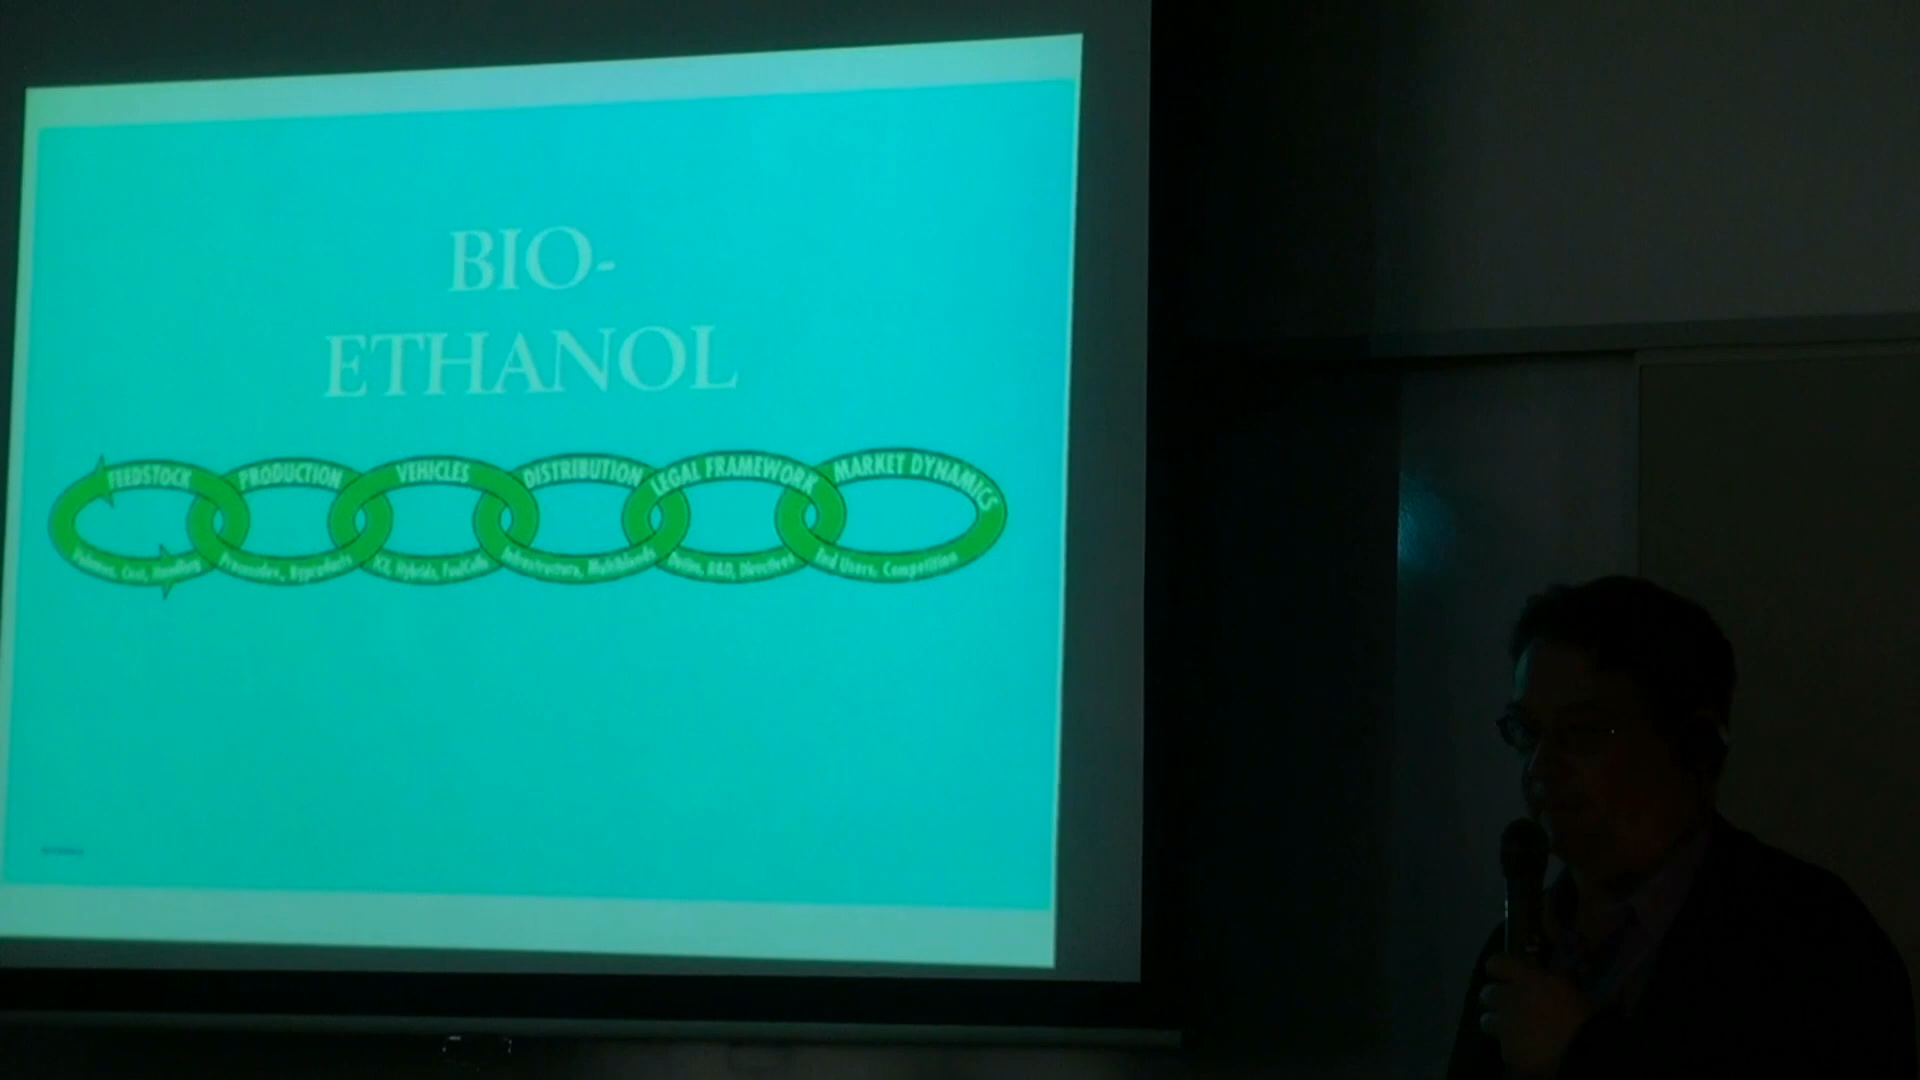 BIO-
ETHANOL
FEEDSTOCK PRODUCTION VEHICLES DISTRIBUTION LEGAL FRAMEWORK MARKET DYNAMICS
Volumes, Cost, Handling Processes, Byproducts ICE, Hybrids, FuelCells Infrastructure, Multiblends Duties, R&D, Directives End Users, Competition